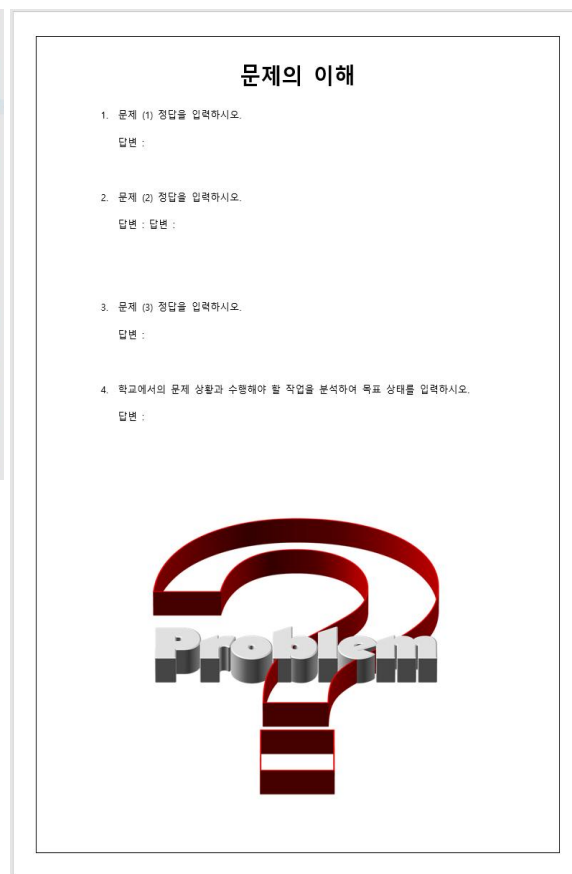 문제의 이해
1. 문제 (1) 정답을 입력하시오.
답변 :
2. 문제 (2) 정답을 입력하시오.
답변 : 답변 :
3. 문제 (3) 정답을 입력하시오.
답변 :
4. 학교에서의 문제 상황과 수행해야 할 작업을 분석하여 목표 상태를 입력하시오.
답변 :
Problem